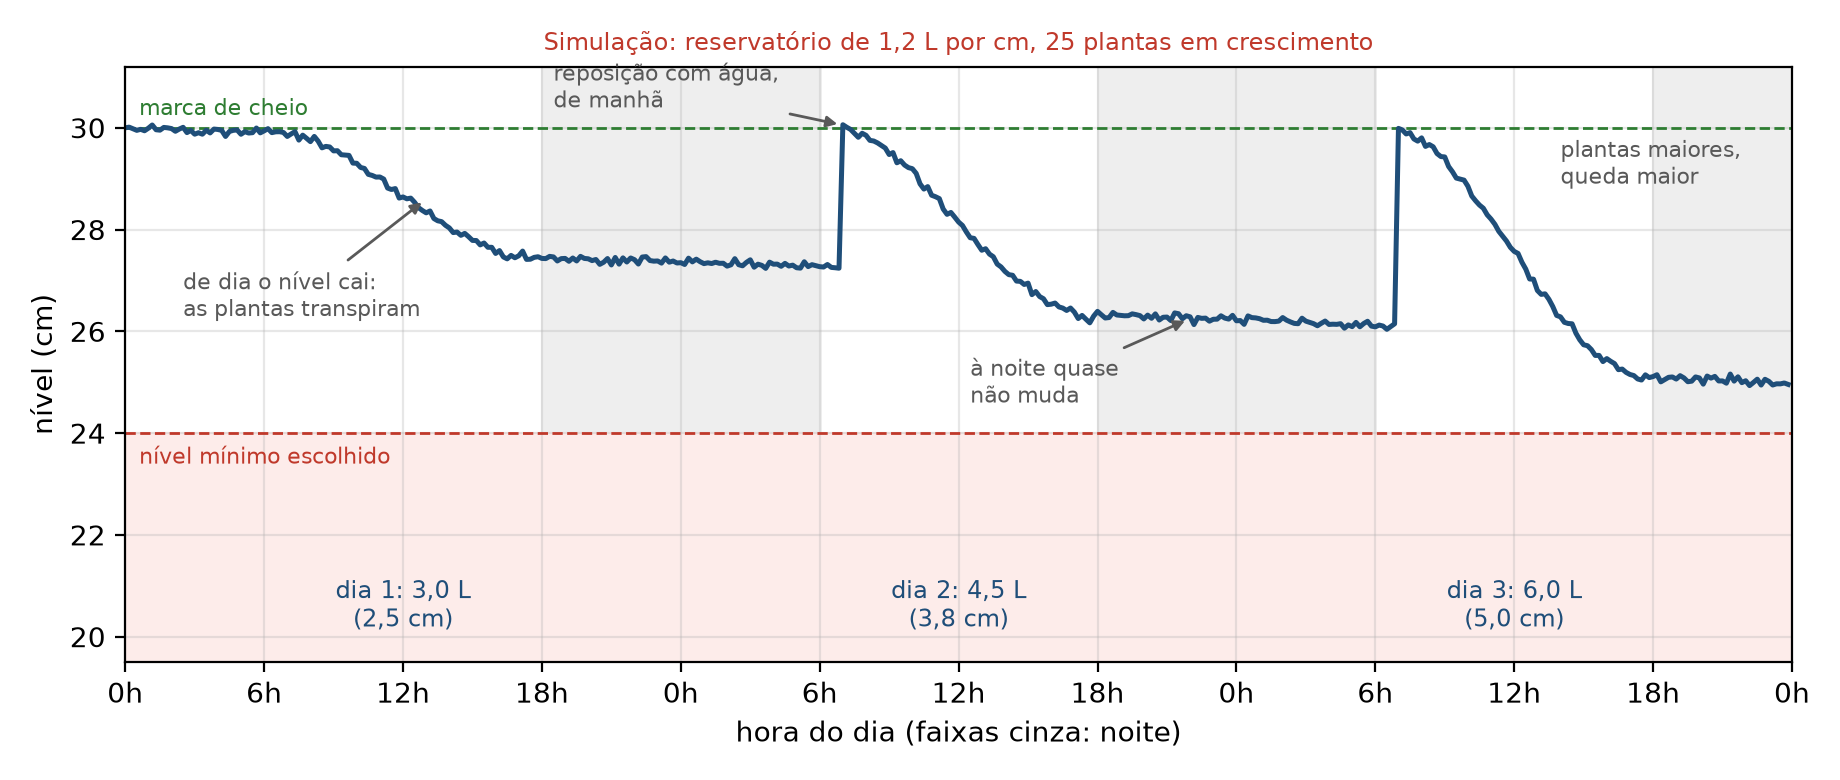 Simulação: reservatório de 1,2 L por cm, 25 plantas em crescimento
reposição com água,
de manhã
marca de cheio
plantas maiores,
queda maior
de dia o nível cai:
as plantas transpiram
à noite quase
não muda
nível mínimo escolhido
dia 1: 3,0 L
(2,5 cm)
dia 2: 4,5 L
(3,8 cm)
dia 3: 6,0 L
(5,0 cm)
nível (cm)
30
28
26
24
22
20
0h 6h 12h 18h 0h 6h 12h 18h 0h 6h 12h 18h 0h
hora do dia (faixas cinza: noite)